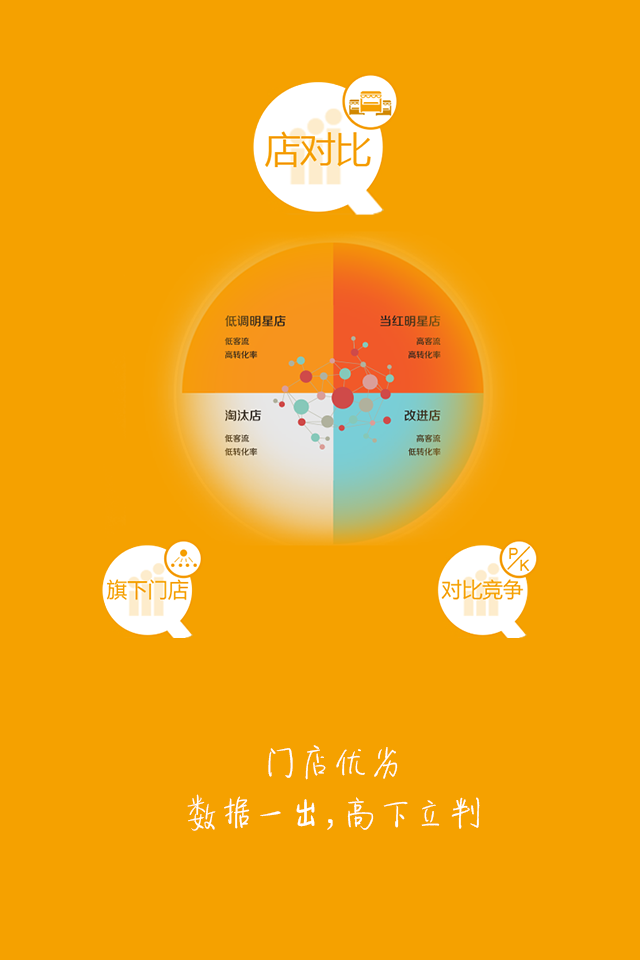 店对比
低调明星店
低客流
高转化率
当红明星店
高客流
高转化率
淘汰店
低客流
低转化率
改进店
高客流
低转化率
旗下门店
P/K
对比竞争
门店优劣
数据一出,高下立判